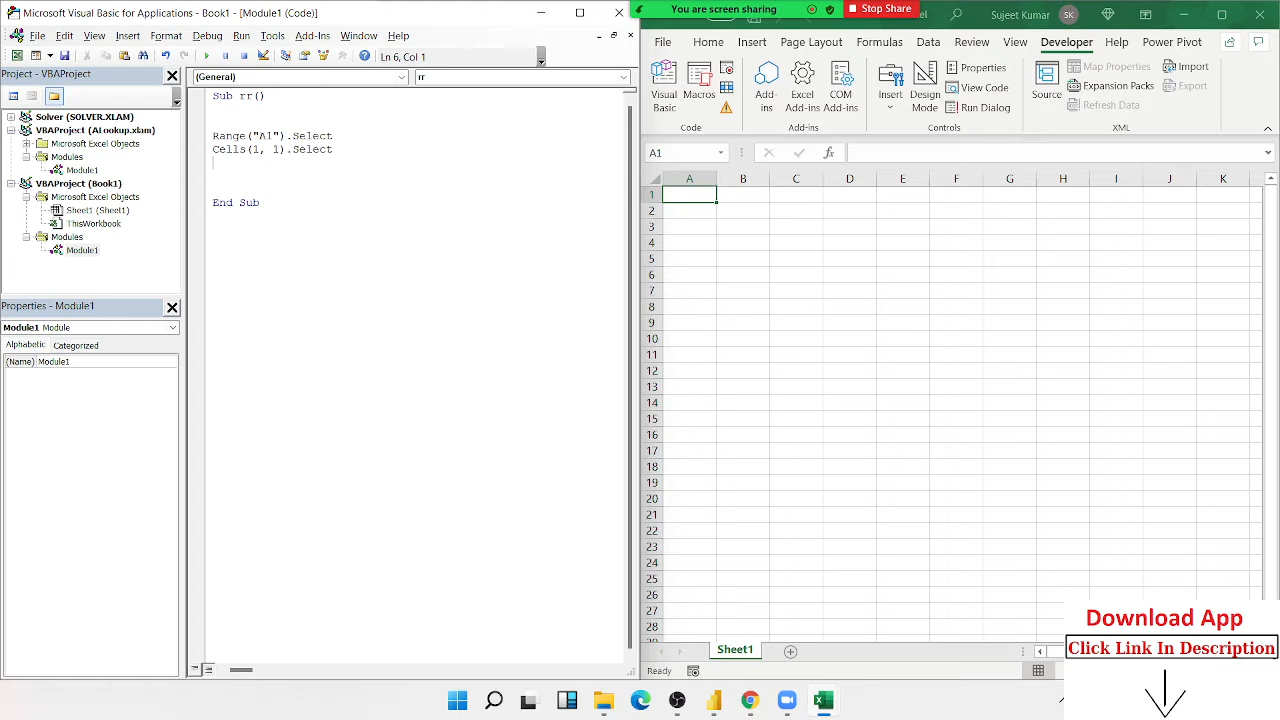 Microsoft Visual Basic for Applications - Book1 - [Module1 (Code)]
You are screen sharing
Stop Share
el
Sujeet Kumar
SK
File Edit View Insert Format Debug Run Tools Add-Ins Window Help
File Home Insert Page Layout Formulas Data Review View Developer Help Power Pivot
Ln 6, Col 1
Project - VBAProject
(General)
rr
Solver (SOLVER.XLAM)
VBAProject (ALookup.xlam)
Microsoft Excel Objects
Modules
Module1
VBAProject (Book1)
Microsoft Excel Objects
Sheet1 (Sheet1)
ThisWorkbook
Modules
Module1
Properties - Module1
Module1 Module
Alphabetic Categorized
(Name) Module1
Sub rr()
Range("A1").Select
Cells(1, 1).Select
End Sub
Visual Basic
Macros
Code
Add-ins
Excel Add-ins
COM Add-ins
Add-ins
Insert
Design Mode
Properties
View Code
Run Dialog
Controls
Source
Map Properties
Expansion Packs
Refresh Data
Import
Export
XML
A1
fx
A B C D E F G H I J K
1
2
3
4
5
6
7
8
9
10
11
12
13
14
15
16
17
18
19
20
21
22
23
24
25
26
27
28
Sheet1
Ready
Download App
Click Link In Description